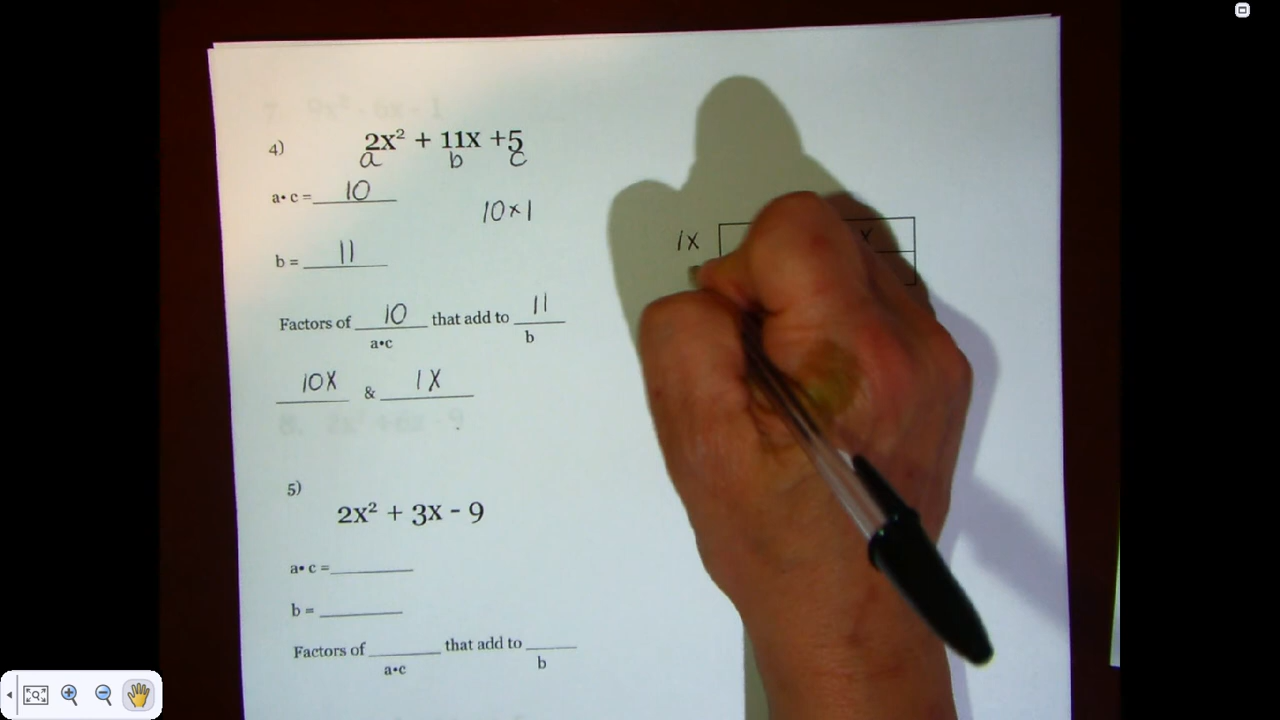 4) 2x² + 11x +5
a b c
a• c = 10
10 × 1
b = 11
Factors of 10 that add to 11
a•c b
10X & 1X
1X
X
5)
2x² + 3x - 9
a• c =
b =
Factors of that add to
a•c b